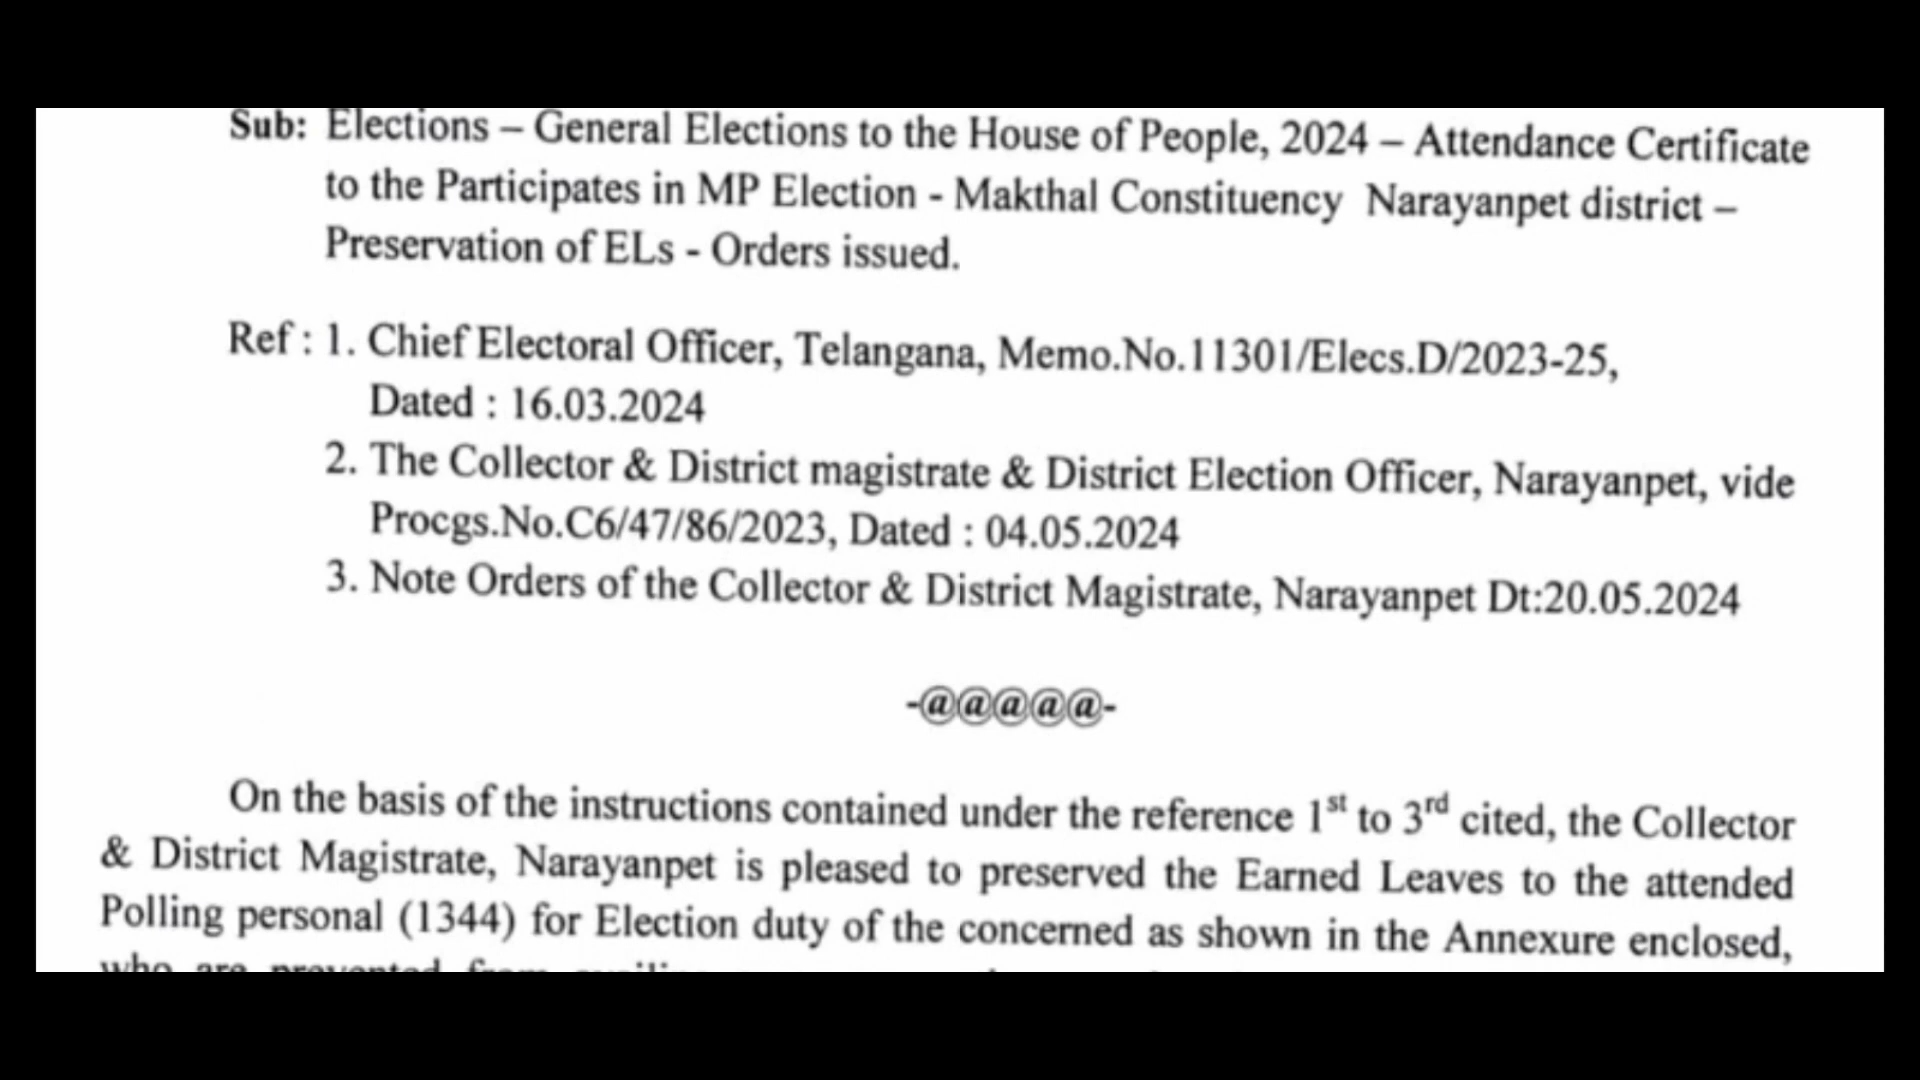 Sub: Elections – General Elections to the House of People, 2024 – Attendance Certificate
to the Participates in MP Election - Makthal Constituency Narayanpet district –
Preservation of ELs - Orders issued.
Ref : 1. Chief Electoral Officer, Telangana, Memo.No.11301/Elecs.D/2023-25,
Dated : 16.03.2024
2. The Collector & District magistrate & District Election Officer, Narayanpet, vide
Procgs.No.C6/47/86/2023, Dated : 04.05.2024
3. Note Orders of the Collector & District Magistrate, Narayanpet Dt:20.05.2024
-@@@@@-
On the basis of the instructions contained under the reference 1st to 3rd cited, the Collector
& District Magistrate, Narayanpet is pleased to preserved the Earned Leaves to the attended
Polling personal (1344) for Election duty of the concerned as shown in the Annexure enclosed,
who are prevented from